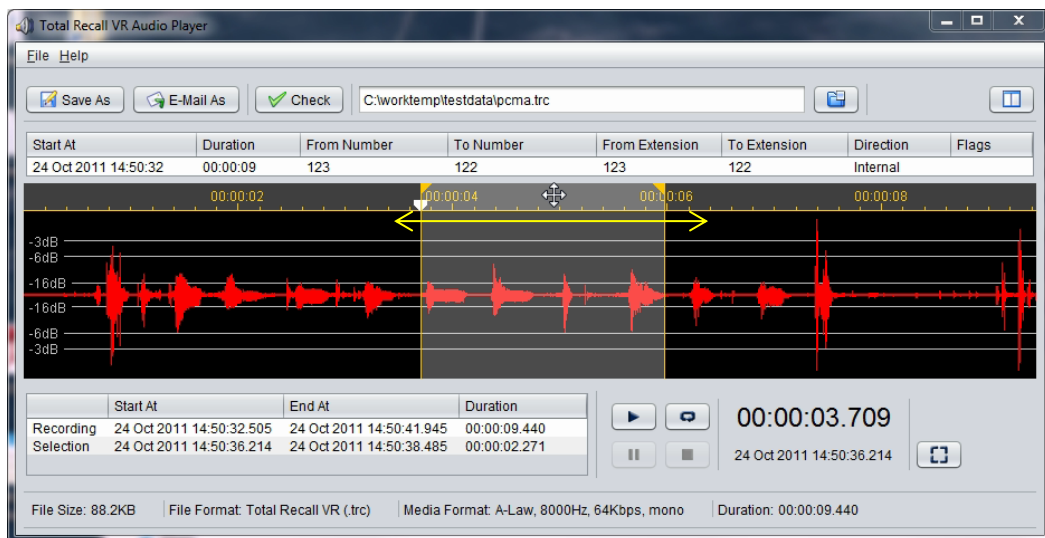 Total Recall VR Audio Player
File Help
Save As E-Mail As Check C:\worktemp\testdata\pcma.trc
Start At Duration From Number To Number From Extension To Extension Direction Flags
24 Oct 2011 14:50:32 00:00:09 123 122 123 122 Internal
00:00:02 00:00:04 00:00:06 00:00:08
-3dB
-6dB
-16dB
-16dB
-6dB
-3dB
Start At End At Duration
Recording 24 Oct 2011 14:50:32.505 24 Oct 2011 14:50:41.945 00:00:09.440
Selection 24 Oct 2011 14:50:36.214 24 Oct 2011 14:50:38.485 00:00:02.271
00:00:03.709
24 Oct 2011 14:50:36.214
File Size: 88.2KB File Format: Total Recall VR (.trc) Media Format: A-Law, 8000Hz, 64Kbps, mono Duration: 00:00:09.440